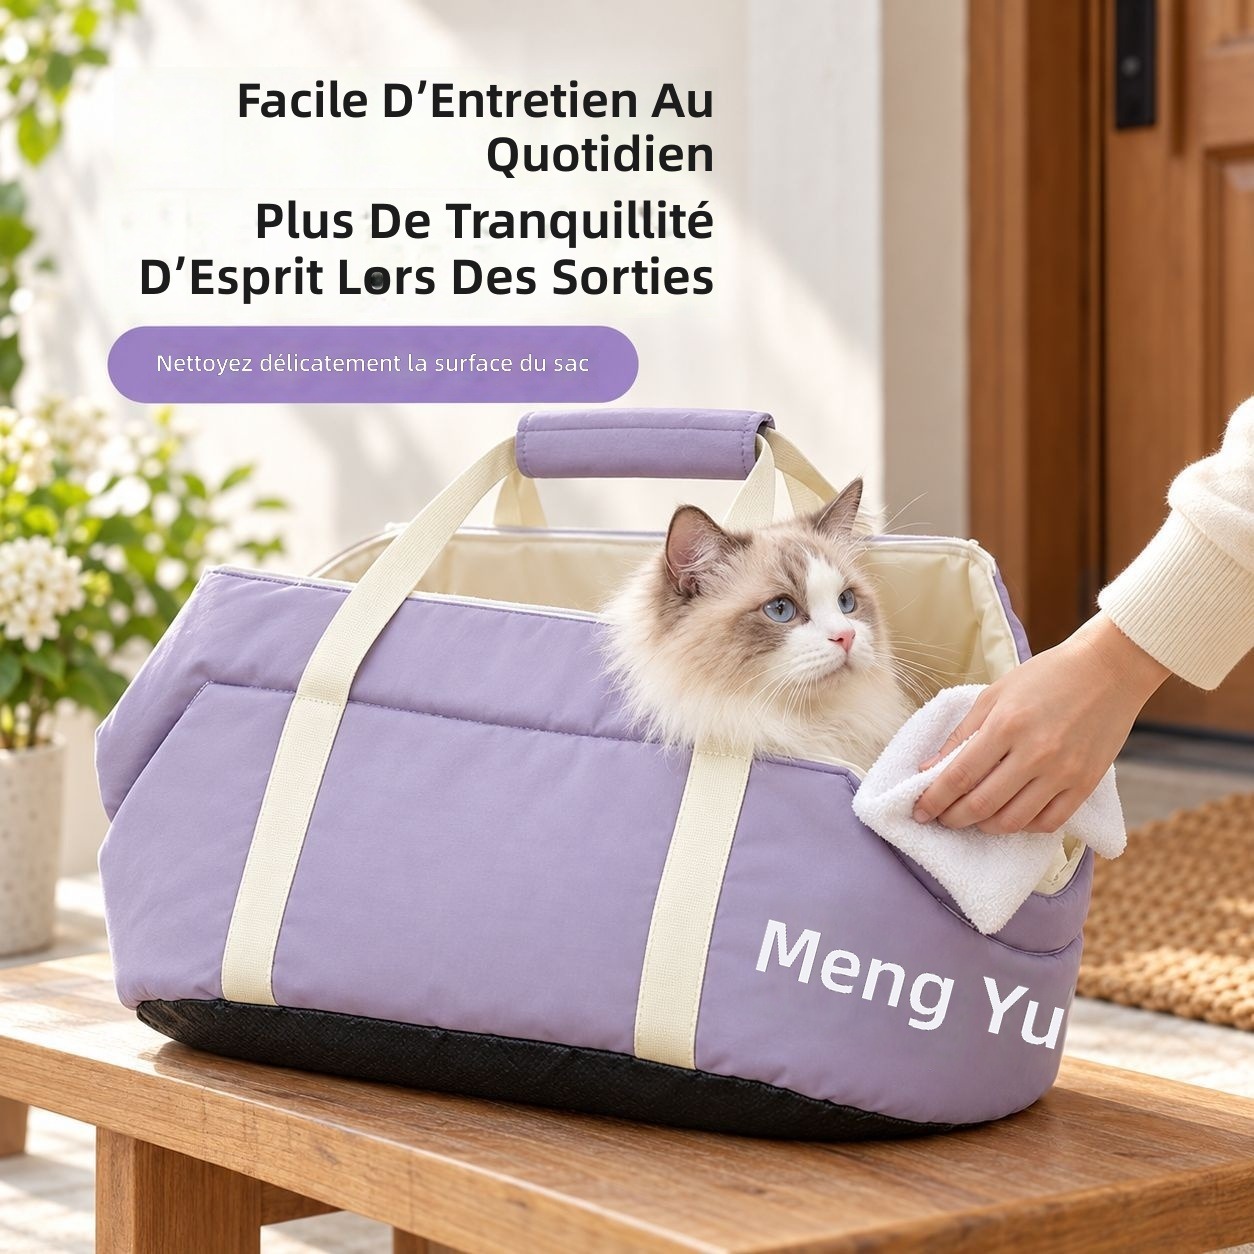 Facile D’Entretien Au
Quotidien
Plus De Tranquillité
D’Esprit Lors Des Sorties
Nettoyez délicatement la surface du sac
Meng Yu